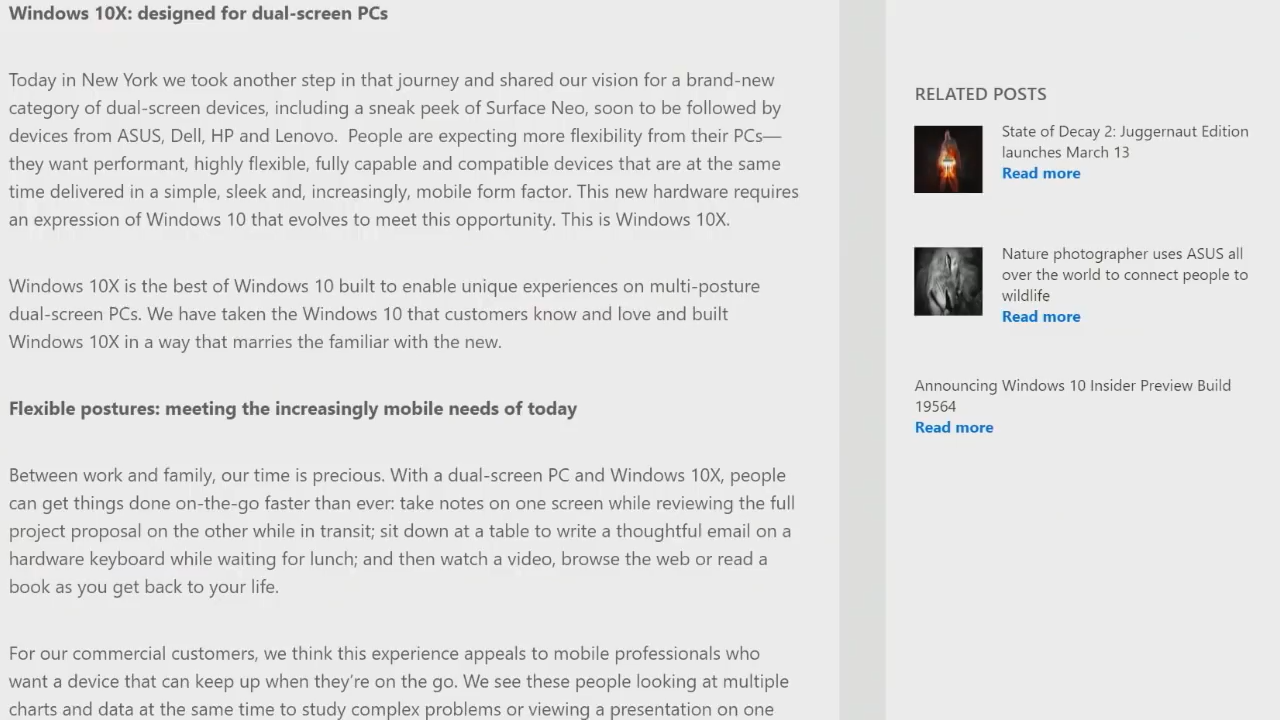 Windows 10X: designed for dual-screen PCs
Today in New York we took another step in that journey and shared our vision for a brand-new
category of dual-screen devices, including a sneak peek of Surface Neo, soon to be followed by
devices from ASUS, Dell, HP and Lenovo.  People are expecting more flexibility from their PCs—
they want performant, highly flexible, fully capable and compatible devices that are at the same
time delivered in a simple, sleek and, increasingly, mobile form factor. This new hardware requires
an expression of Windows 10 that evolves to meet this opportunity. This is Windows 10X.
Windows 10X is the best of Windows 10 built to enable unique experiences on multi-posture
dual-screen PCs. We have taken the Windows 10 that customers know and love and built
Windows 10X in a way that marries the familiar with the new.
Flexible postures: meeting the increasingly mobile needs of today
Between work and family, our time is precious. With a dual-screen PC and Windows 10X, people
can get things done on-the-go faster than ever: take notes on one screen while reviewing the full
project proposal on the other while in transit; sit down at a table to write a thoughtful email on a
hardware keyboard while waiting for lunch; and then watch a video, browse the web or read a
book as you get back to your life.
For our commercial customers, we think this experience appeals to mobile professionals who
want a device that can keep up when they’re on the go. We see these people looking at multiple
charts and data at the same time to study complex problems or viewing a presentation on one
RELATED POSTS
State of Decay 2: Juggernaut Edition
launches March 13
Read more
Nature photographer uses ASUS all
over the world to connect people to
wildlife
Read more
Announcing Windows 10 Insider Preview Build
19564
Read more